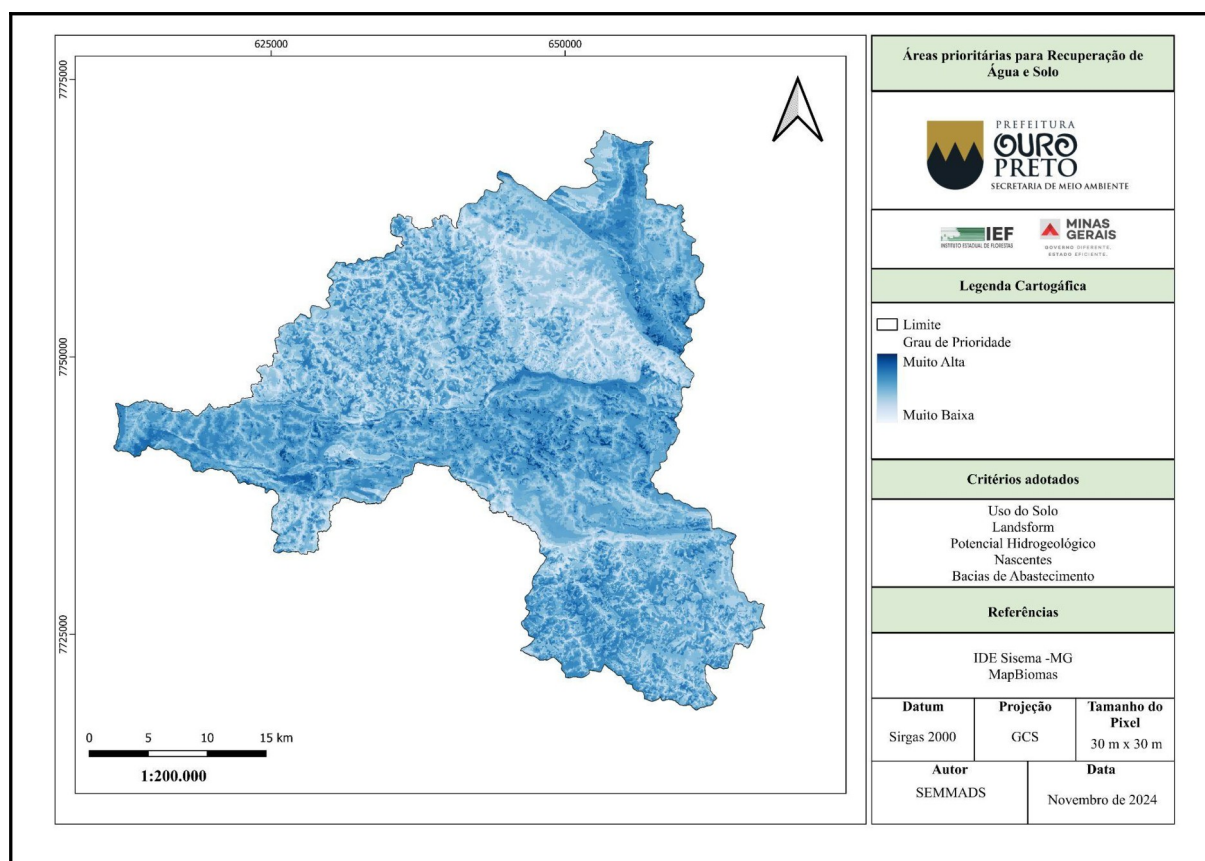 625000
650000
7775000
7750000
7725000
0 5 10 15 km
1:200.000
Áreas prioritárias para Recuperação de
Água e Solo
PREFEITURA
OURO
PRETO
SECRETARIA DE MEIO AMBIENTE
IEF
INSTITUTO ESTADUAL DE FLORESTAS
MINAS
GERAIS
GOVERNO DIFERENTE.
ESTADO EFICIENTE.
Legenda Cartogáfica
Limite
Grau de Prioridade
Muito Alta
Muito Baixa
Critérios adotados
Uso do Solo
Landsform
Potencial Hidrogeológico
Nascentes
Bacias de Abastecimento
Referências
IDE Sisema -MG
MapBiomas
Datum
Sirgas 2000
Projeção
GCS
Tamanho do
Pixel
30 m x 30 m
Autor
SEMMADS
Data
Novembro de 2024